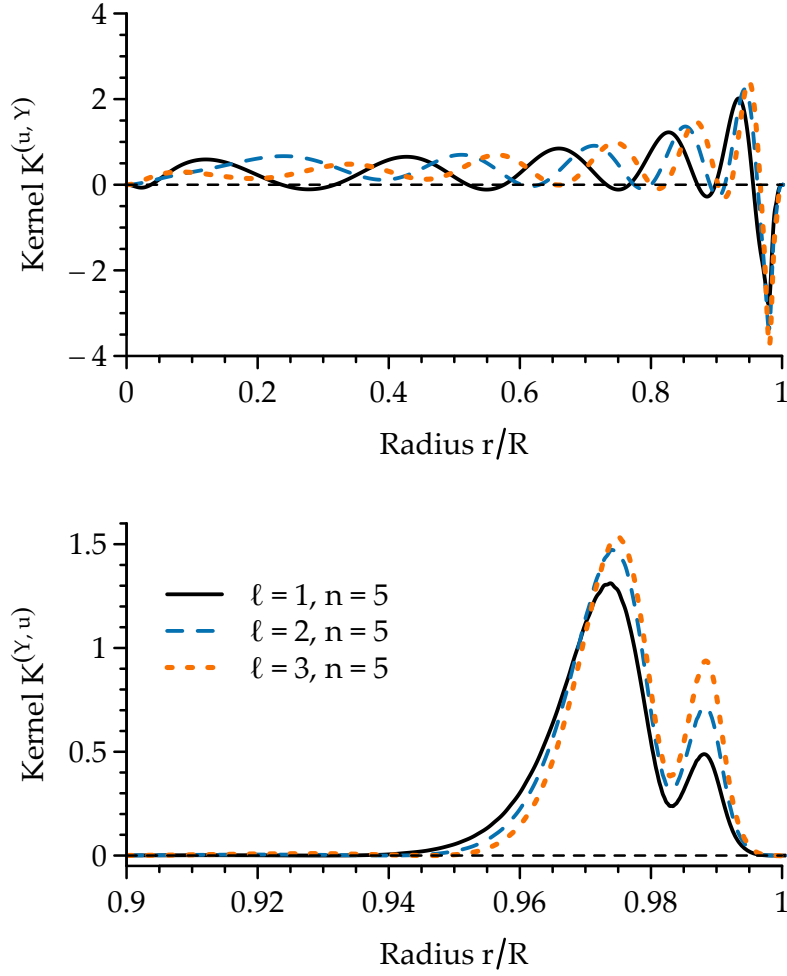 4
2
0
−2
−4
Kernel K^(u, Y)
0 0.2 0.4 0.6 0.8 1
Radius r/R
1.5
1
0.5
0
Kernel K^(Y, u)
ℓ = 1, n = 5
ℓ = 2, n = 5
ℓ = 3, n = 5
0.9 0.92 0.94 0.96 0.98 1
Radius r/R